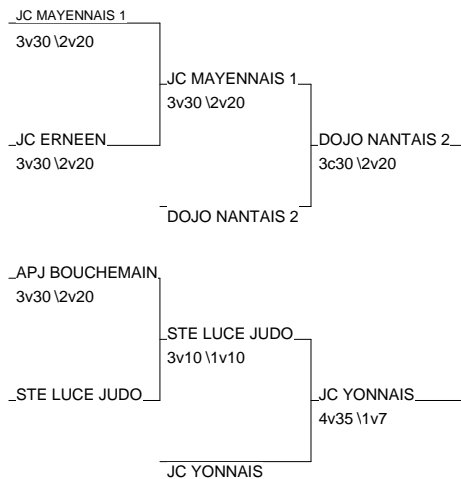 JC MAYENNAIS 1
3v30 \2v20
JC MAYENNAIS 1
3v30 \2v20
JC ERNEEN
3v30 \2v20
DOJO NANTAIS 2
3c30 \2v20
DOJO NANTAIS 2
APJ BOUCHEMAIN
3v30 \2v20
STE LUCE JUDO
3v10 \1v10
STE LUCE JUDO
JC YONNAIS
4v35 \1v7
JC YONNAIS